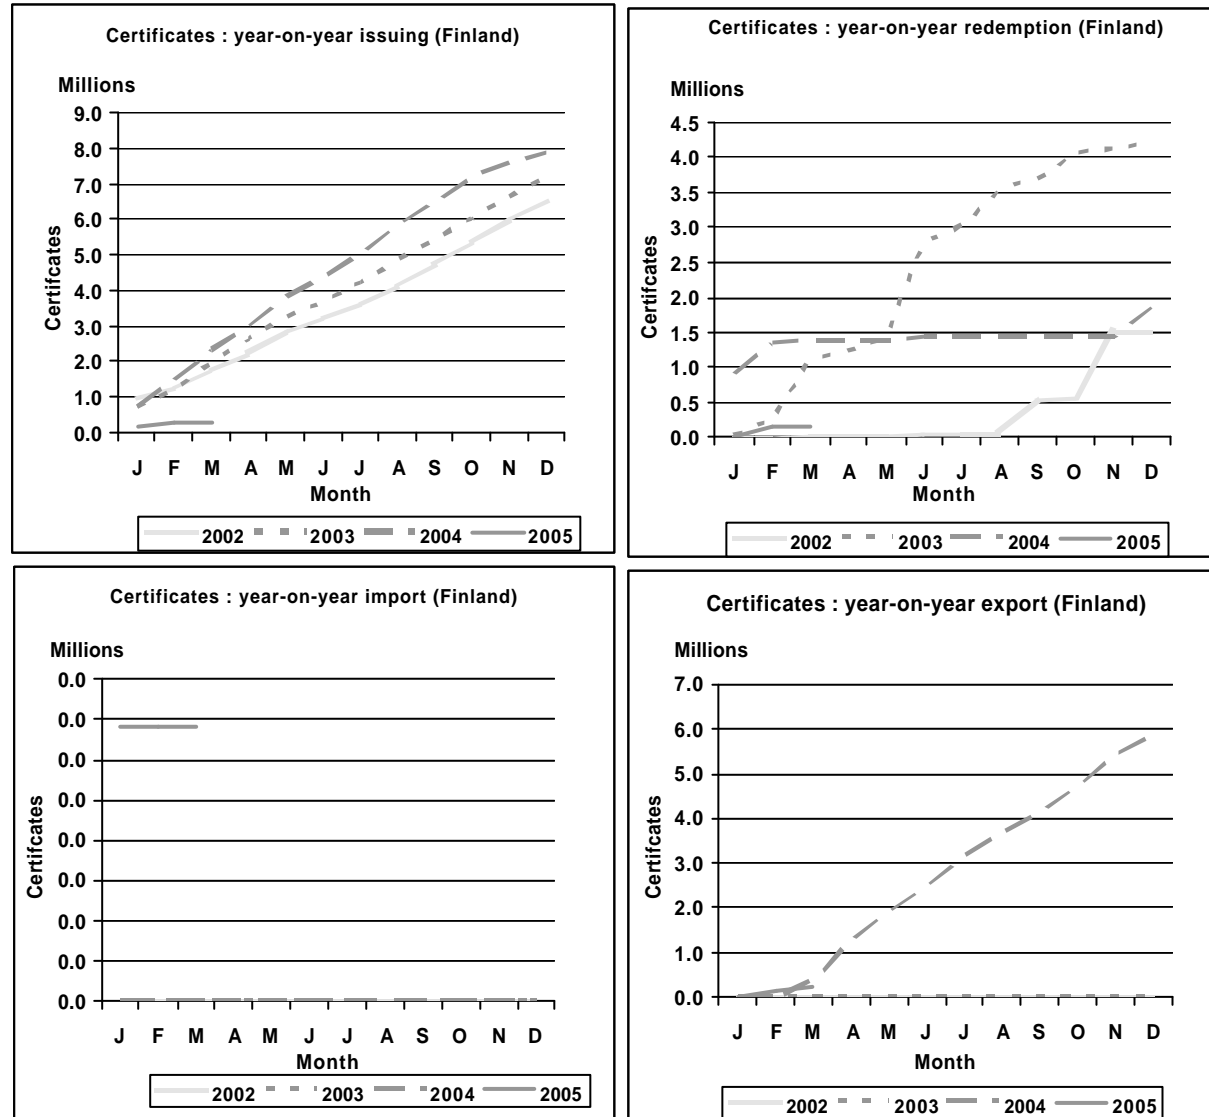 Certificates : year-on-year issuing (Finland)
Millions
9.0
8.0
7.0
6.0
5.0
4.0
3.0
2.0
1.0
0.0
Certifcates
J F M A M J J A S O N D
Month
2002 2003 2004 2005
Certificates : year-on-year redemption (Finland)
Millions
4.5
4.0
3.5
3.0
2.5
2.0
1.5
1.0
0.5
0.0
Certifcates
J F M A M J J A S O N D
Month
2002 2003 2004 2005
Certificates : year-on-year import (Finland)
Millions
0.0
0.0
0.0
0.0
0.0
0.0
0.0
0.0
0.0
Certifcates
J F M A M J J A S O N D
Month
2002 2003 2004 2005
Certificates : year-on-year export (Finland)
Millions
7.0
6.0
5.0
4.0
3.0
2.0
1.0
0.0
Certifcates
J F M A M J J A S O N D
Month
2002 2003 2004 2005